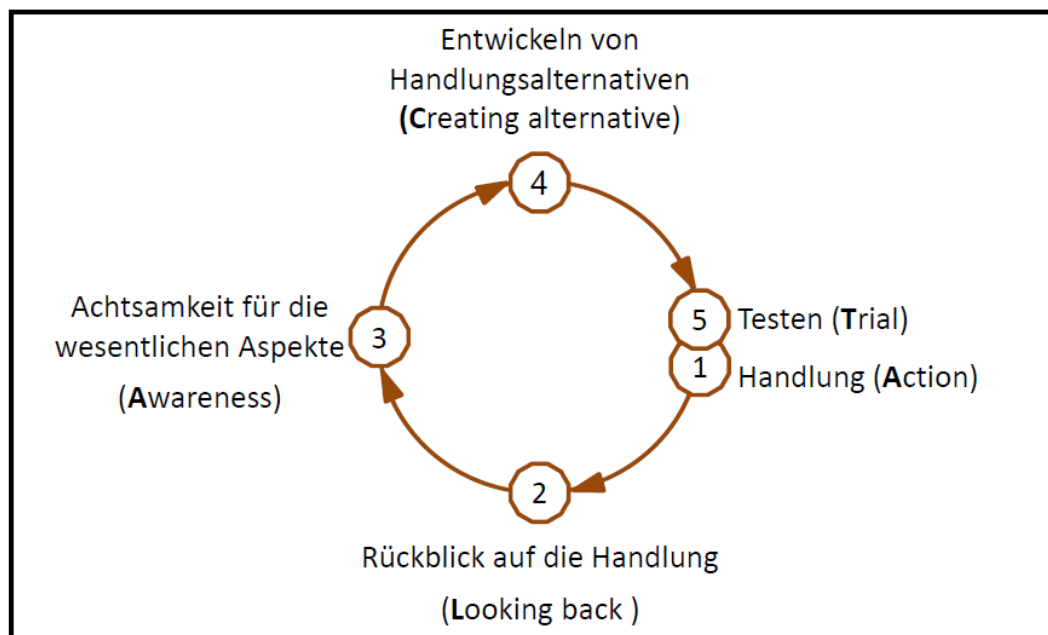 Entwickeln von
Handlungsalternativen
(Creating alternative)
4
5
Testen (Trial)
1
Handlung (Action)
Achtsamkeit für die
wesentlichen Aspekte
(Awareness)
3
2
Rückblick auf die Handlung
(Looking back )